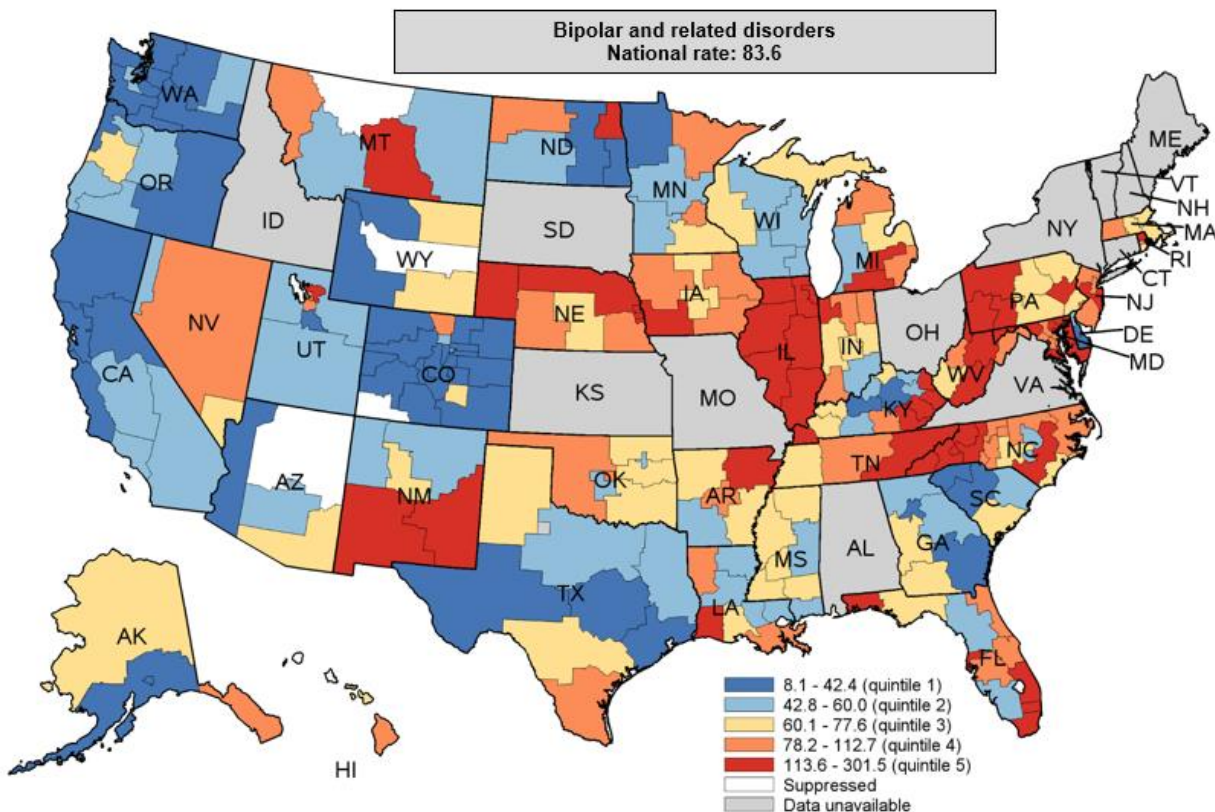 Bipolar and related disorders
National rate: 83.6
WA
MT
ND
ME
OR
MN
VT
ID
WI
NH
SD
NY
MA
WY
MI
RI
CT
IA
PA
NE
NJ
NV
OH
IL
IN
DE
UT
MD
CA
CO
WV
VA
KS
MO
KY
NC
TN
OK
AZ
NM
AR
SC
MS
AL
GA
TX
LA
AK
FL
HI
8.1 - 42.4 (quintile 1)
42.8 - 60.0 (quintile 2)
60.1 - 77.6 (quintile 3)
78.2 - 112.7 (quintile 4)
113.6 - 301.5 (quintile 5)
Suppressed
Data unavailable